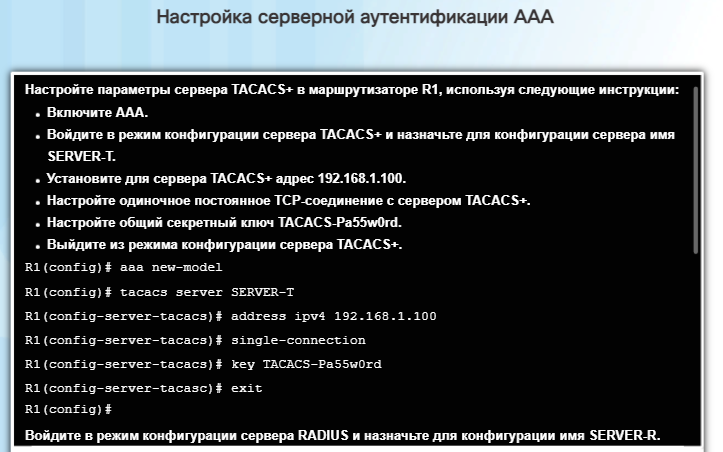 Настройка серверной аутентификации AAA
Настройте параметры сервера TACACS+ в маршрутизаторе R1, используя следующие инструкции:
• Включите AAA.
• Войдите в режим конфигурации сервера TACACS+ и назначьте для конфигурации сервера имя
SERVER-T.
• Установите для сервера TACACS+ адрес 192.168.1.100.
• Настройте одиночное постоянное TCP-соединение с сервером TACACS+.
• Настройте общий секретный ключ TACACS-Pa55w0rd.
• Выйдите из режима конфигурации сервера TACACS+.
R1(config)# aaa new-model
R1(config)# tacacs server SERVER-T
R1(config-server-tacacs)# address ipv4 192.168.1.100
R1(config-server-tacacs)# single-connection
R1(config-server-tacacs)# key TACACS-Pa55w0rd
R1(config-server-tacasc)# exit
R1(config)#
Войдите в режим конфигурации сервера RADIUS и назначьте для конфигурации имя SERVER-R.